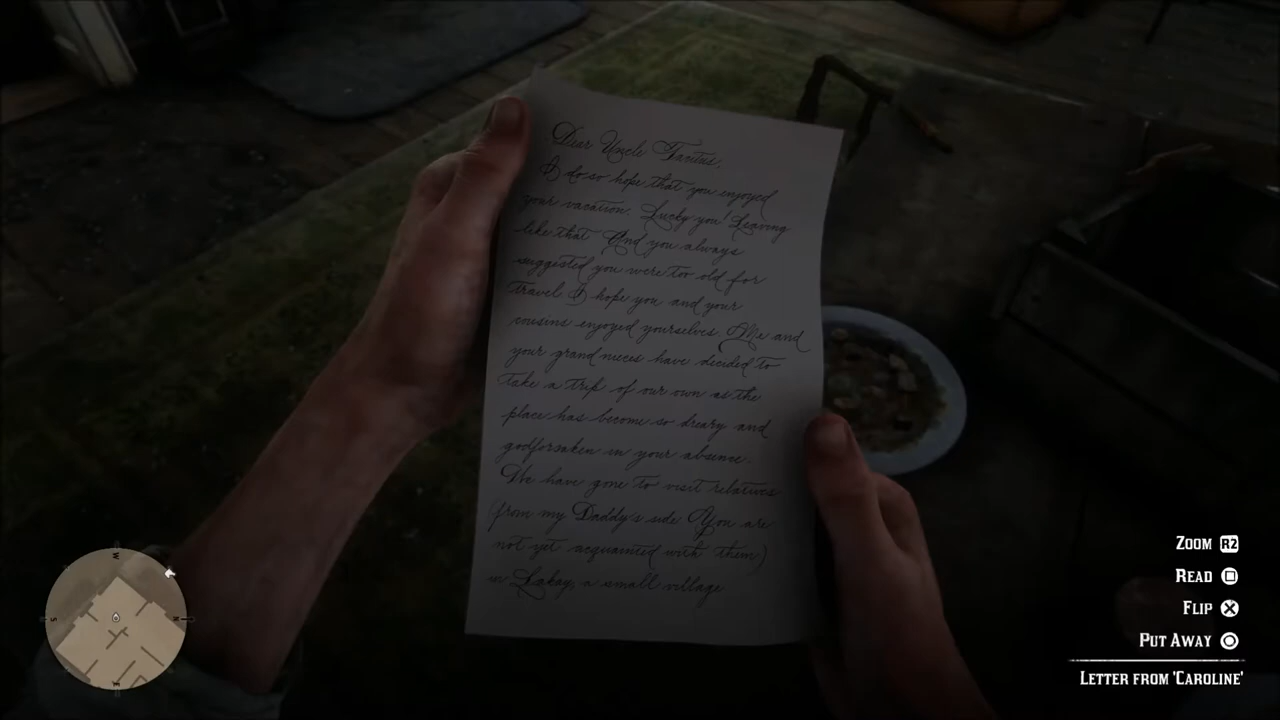 Dear Uncle Tacitus,
I do so hope that you enjoyed
your vacation. Lucky you! Leaving
like that. And you always
suggested you were too old for
travel. I hope you and your
cousins enjoyed yourselves. Me and
your grand nieces have decided to
take a trip of our own as the
place has become so dreary and
godforsaken in your absence.
We have gone to visit relatives
from my Daddy's side (You are
not yet acquainted with them)
in Lakay, a small village
ZOOM R2
READ
FLIP
PUT AWAY
LETTER FROM 'CAROLINE'
W
S
N
E